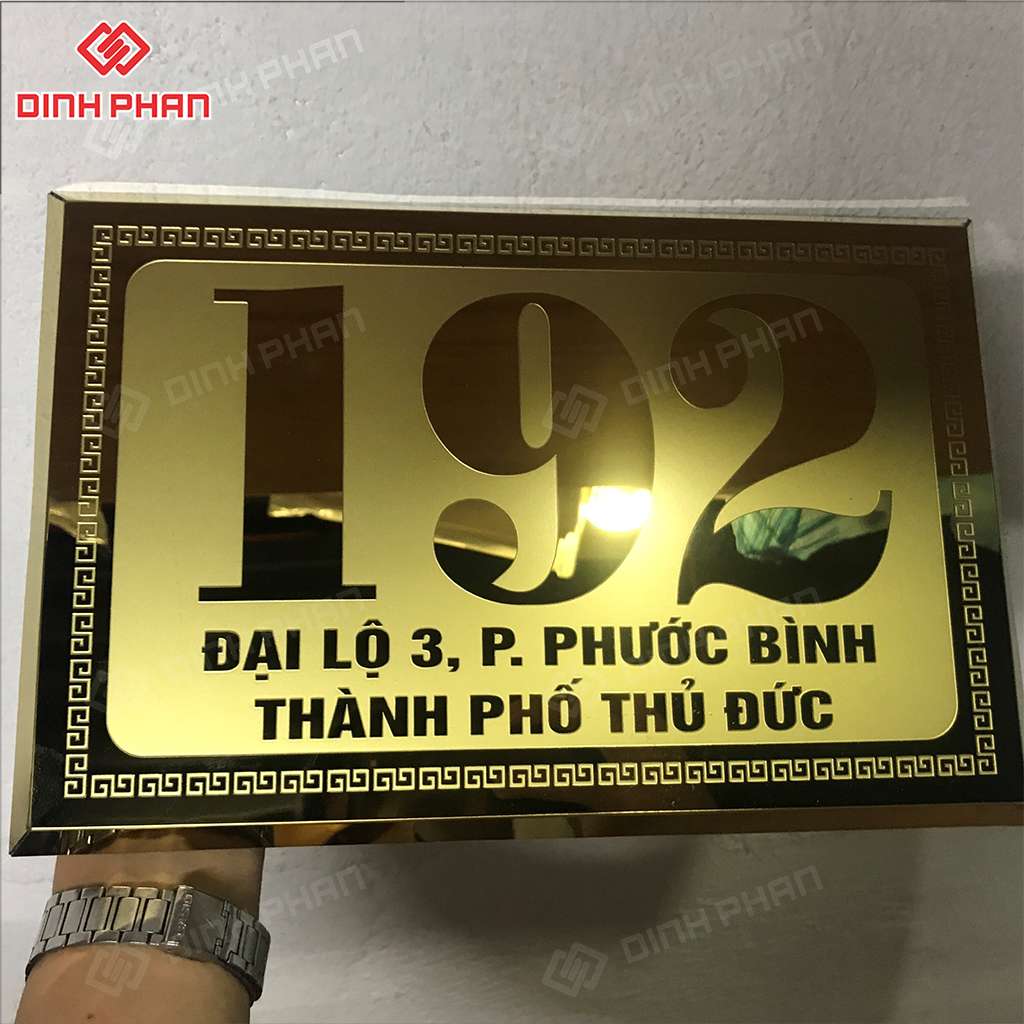 DINH PHAN
192
ĐẠI LỘ 3, P. PHƯỚC BÌNH
THÀNH PHỐ THỦ ĐỨC